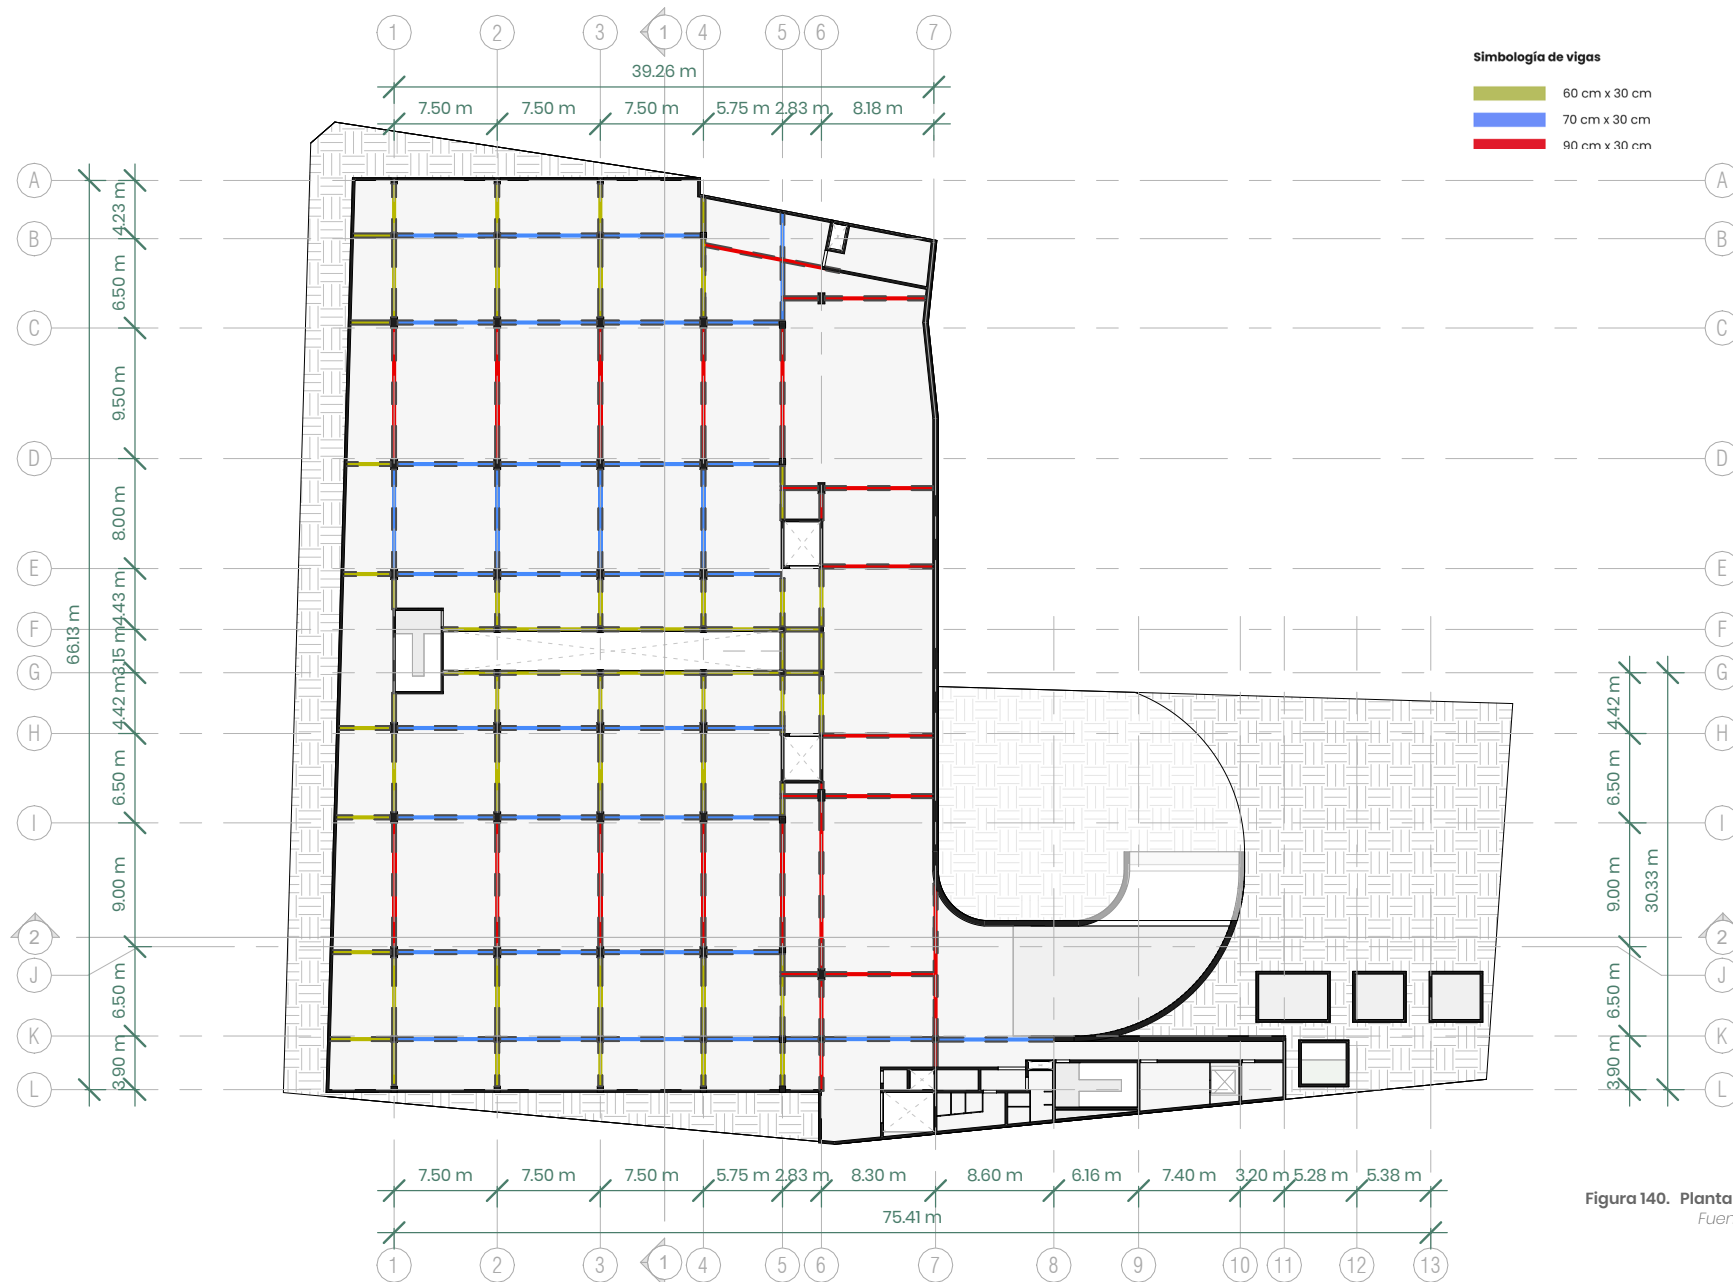 1 2 3 1 4 5 6 7
39.26 m
7.50 m 7.50 m 7.50 m 5.75 m 2.83 m 8.18 m
Simbología de vigas
60 cm x 30 cm
70 cm x 30 cm
90 cm x 30 cm
A A
4.23 m
B B
6.50 m
C C
9.50 m
D D
8.00 m
E E
4.43 m
F F
66.13 m
3.15 m
G G
4.42 m 4.42 m
H H
6.50 m 6.50 m
I I
9.00 m 9.00 m 30.33 m
2 2
J J
6.50 m 6.50 m
K K
3.90 m 3.90 m
L L
7.50 m 7.50 m 7.50 m 5.75 m 2.83 m 8.30 m 8.60 m 6.16 m 7.40 m 3.20 m 5.28 m 5.38 m
75.41 m
Figura 140. Planta
Fuen
1 2 3 1 4 5 6 7 8 9 10 11 12 13